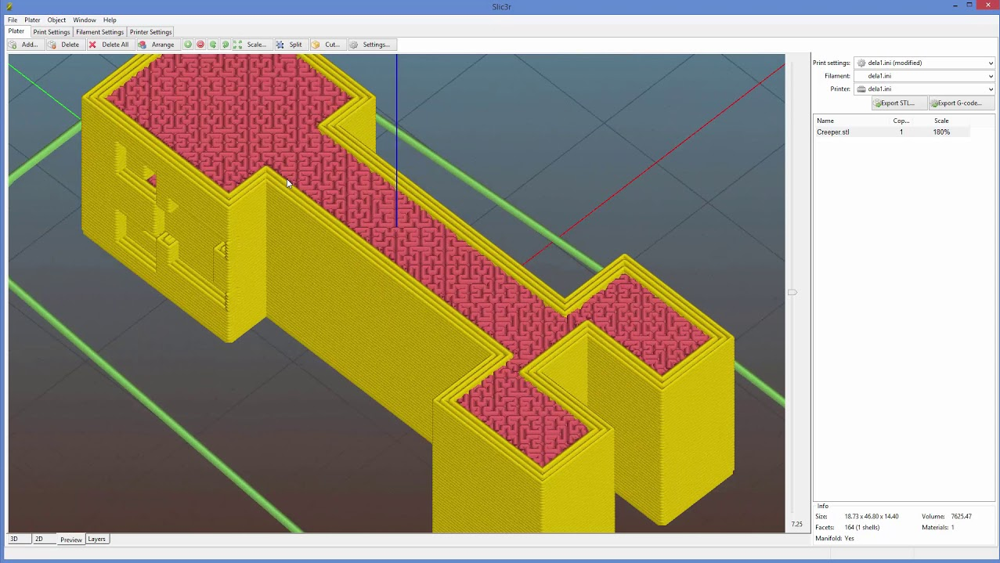 Slic3r
File Plater Object Window Help
Plater Print Settings Filament Settings Printer Settings
Add... Delete Delete All Arrange Scale... Split Cut... Settings...
Print settings: dela1.ini (modified)
Filament: dela1.ini
Printer: dela1.ini
Export STL... Export G-code...
Name Cop... Scale
Creeper.stl 1 180%
7.25
Info
Size: 18.73 x 46.80 x 14.40 Volume: 7625.47
Facets: 164 (1 shells) Materials: 1
Manifold: Yes
3D 2D Preview Layers